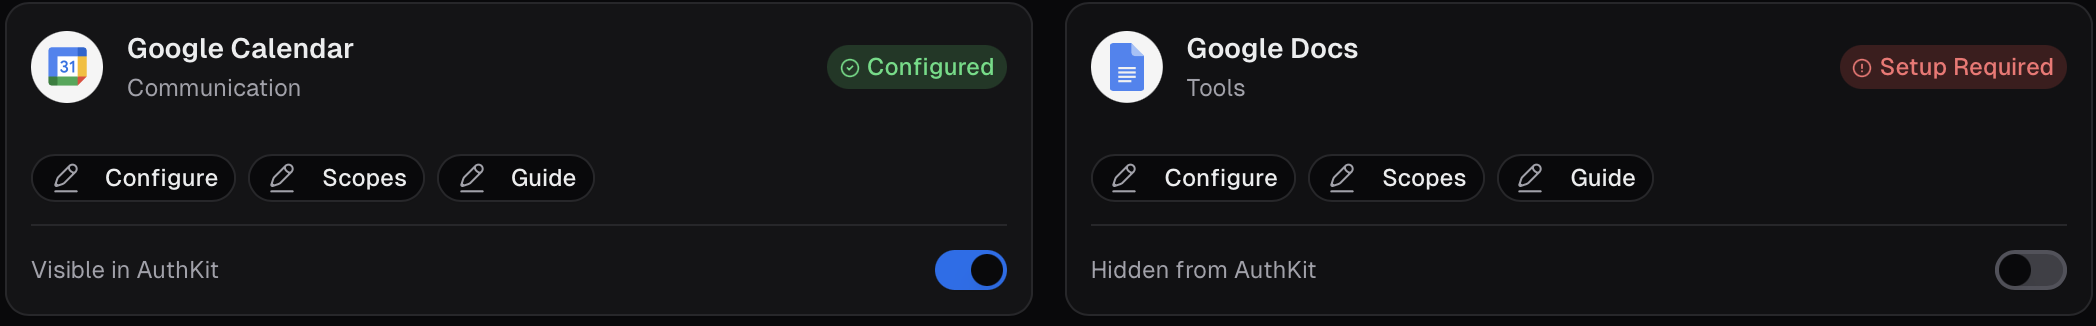 Google Calendar
Communication
31
Configured
Configure
Scopes
Guide
Visible in AuthKit
Google Docs
Tools
Setup Required
Configure
Scopes
Guide
Hidden from AuthKit